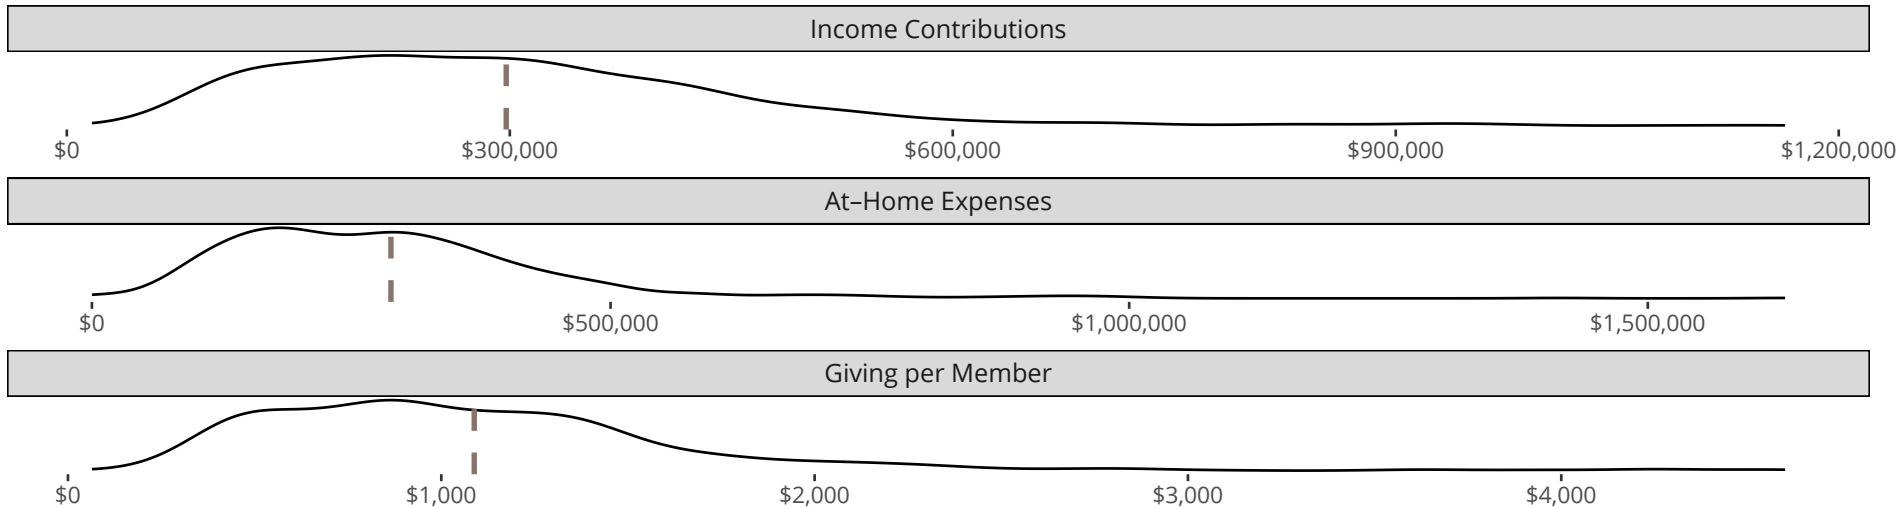 Income Contributions
$0 $300,000 $600,000 $900,000 $1,200,000
At–Home Expenses
$0 $500,000 $1,000,000 $1,500,000
Giving per Member
$0 $1,000 $2,000 $3,000 $4,000